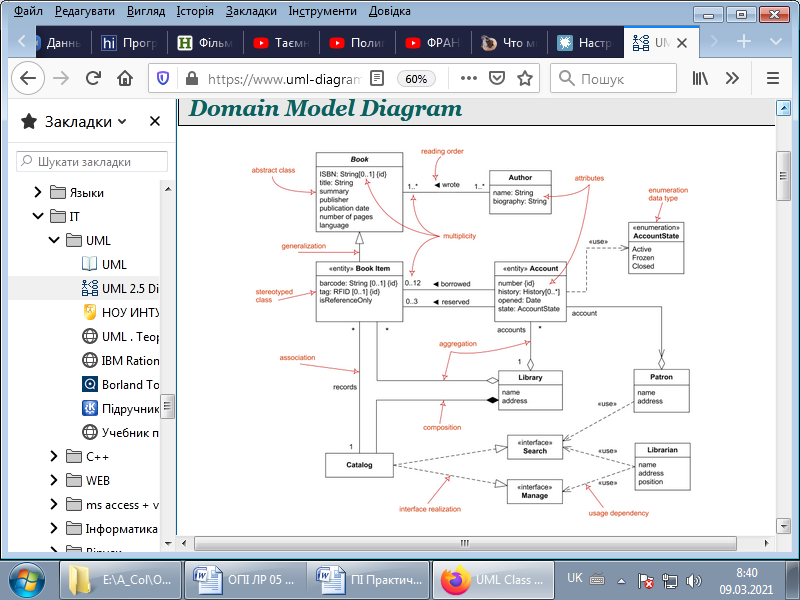 Файл Редагувати Вигляд Історія Закладки Інструменти Довідка
Данн
Прог
Фільм
Таєм
Полиг
ФРАН
Что м
Настр
UM
https://www.uml-diagram
60%
Пошук
Domain Model Diagram
Закладки
Шукати закладки
Языки
IT
UML
UML
UML 2.5 Di
НОУ ИНТУ
UML . Теор
IBM Ration
Borland To
Підручник
Учебник п
C++
WEB
ms access + v
Інформатика
abstract class
Book
ISBN: String[0..1] {id}
title: String
summary
publisher
publication date
number of pages
language
reading order
1..*
◄ wrote
1..*
Author
name: String
biography: String
attributes
enumeration
data type
«enumeration»
AccountState
Active
Frozen
Closed
«use»
generalization
multiplicity
stereotyped
class
«entity» Book Item
barcode: String [0..1] {id}
tag: RFID [0..1] {id}
isReferenceOnly
0..12
◄ borrowed
0..3
◄ reserved
«entity» Account
number {id}
history: History[0..*]
opened: Date
state: AccountState
account
accounts
*
*
*
aggregation
association
records
1
Library
name
address
Patron
name
address
composition
1
Catalog
«use»
«interface»
Search
«use»
«interface»
Manage
«use»
Librarian
name
address
position
interface realization
usage dependency
E:\A_Col\O...
ОПІ ЛР 05 ...
ПІ Практич...
UML Class ...
UK
8:40
09.03.2021